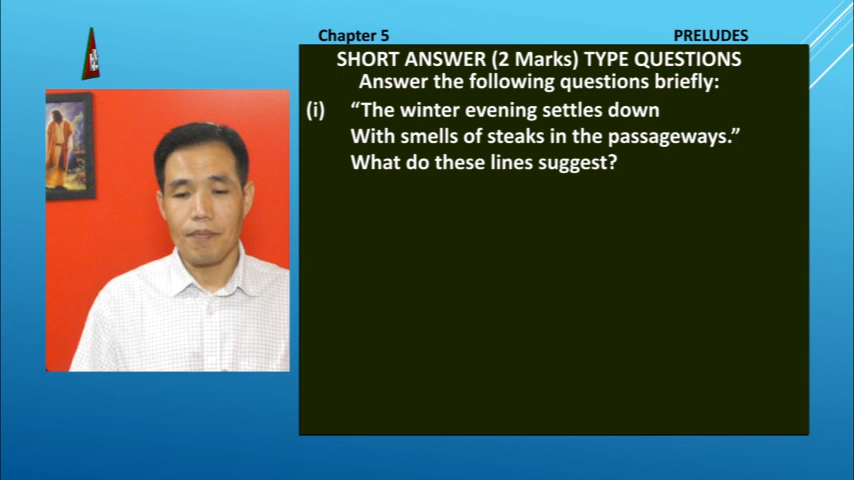 Chapter 5 PRELUDES
SHORT ANSWER (2 Marks) TYPE QUESTIONS
Answer the following questions briefly:
(i) “The winter evening settles down
With smells of steaks in the passageways.”
What do these lines suggest?